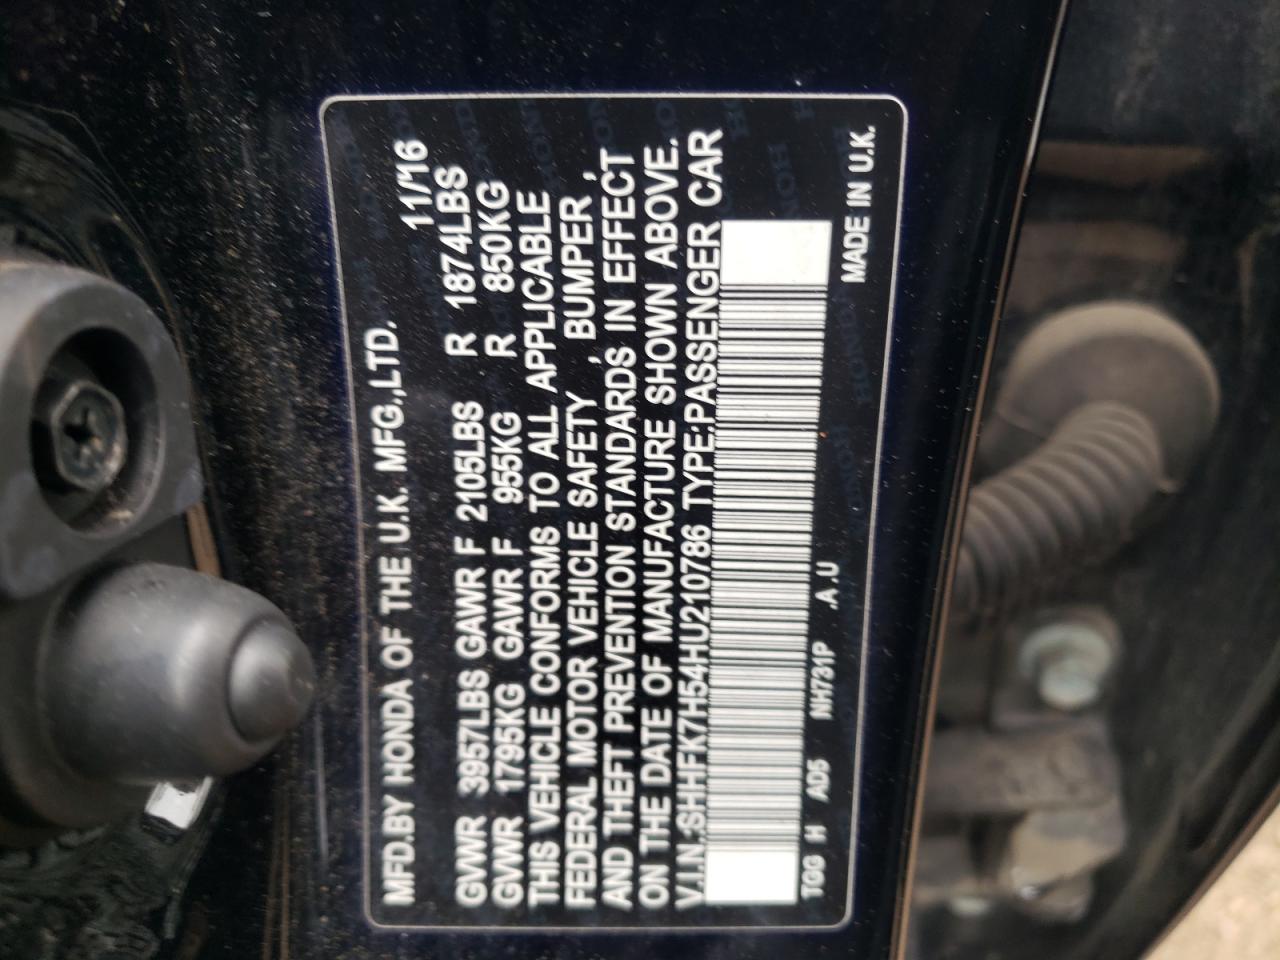 MFD.BY HONDA OF THE U.K. MFG.,LTD.
11/16
GVWR 3957LBS GAWR F 2105LBS R 1874LBS
GVWR 1795KG GAWR F 955KG R 850KG
THIS VEHICLE CONFORMS TO ALL APPLICABLE
FEDERAL MOTOR VEHICLE SAFETY , BUMPER ,
AND THEFT PREVENTION STANDARDS IN EFFECT
ON THE DATE OF MANUFACTURE SHOWN ABOVE.
V.I.N.:SHHFK7H54HU210786 TYPE:PASSENGER CAR
TGG H AD5 NH731P .A .U
MADE IN U.K.